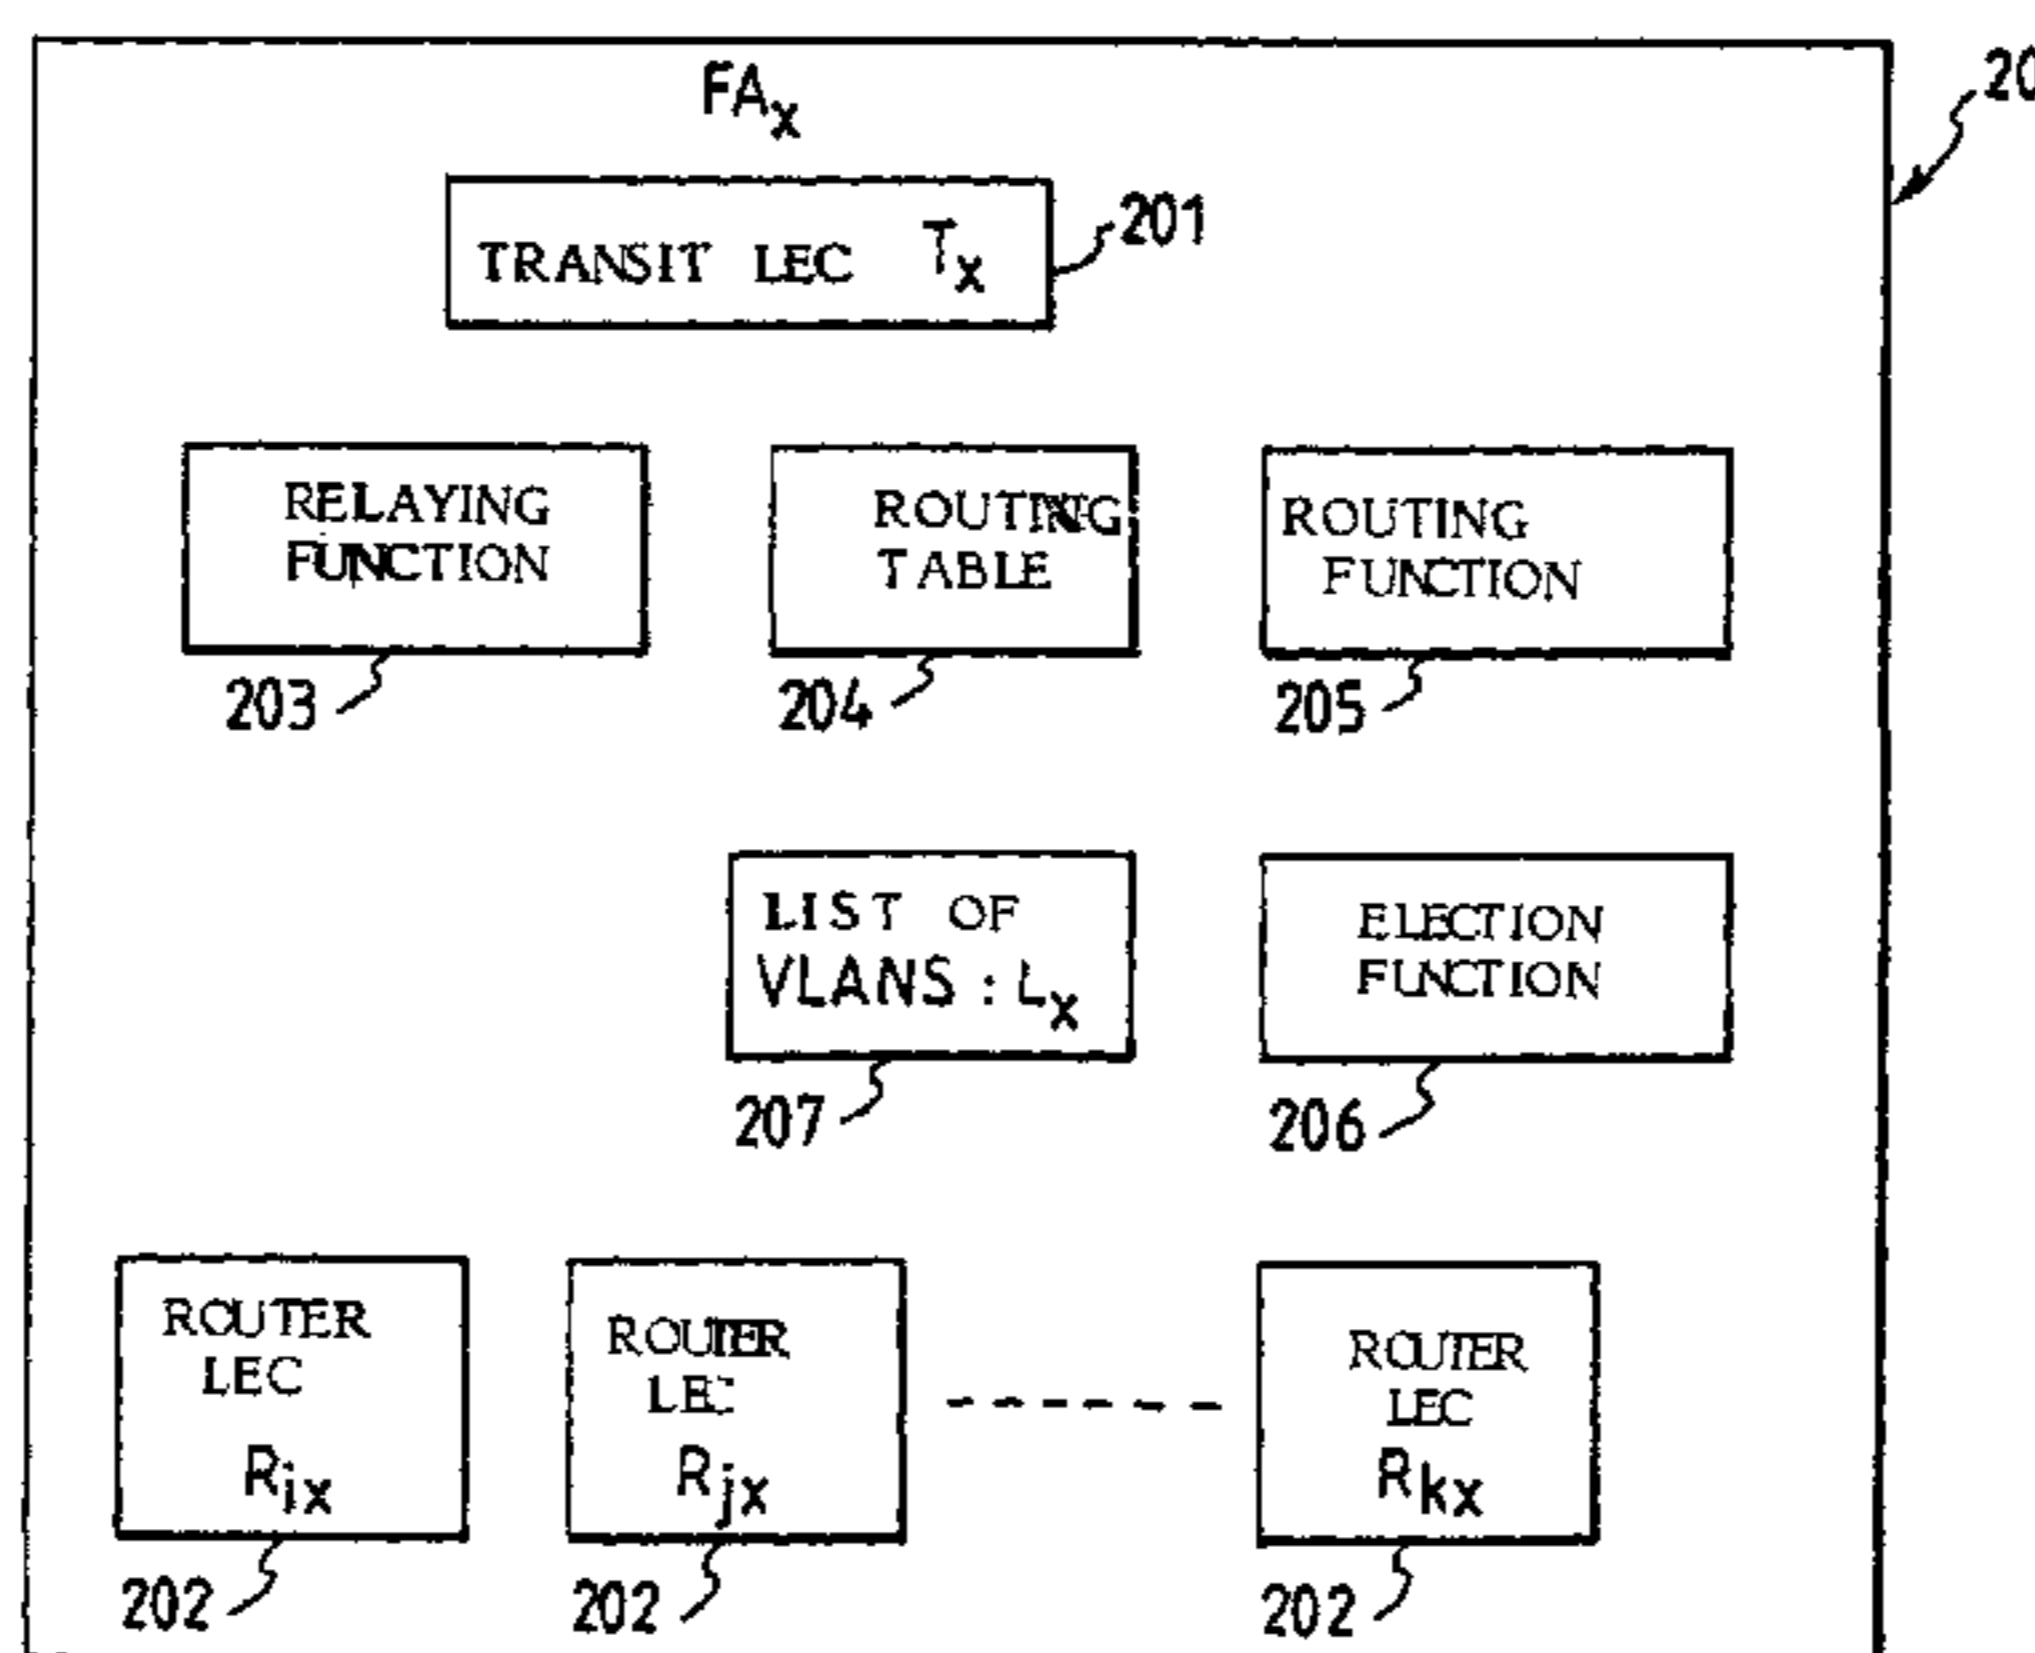 FAx
TRANSIT LEC Tx
201
RELAYING
FUNCTION
203
ROUTING
TABLE
204
ROUTING
FUNCTION
205
LIST OF
VLANS : Lx
207
ELECTION
FUNCTION
206
ROUTER
LEC
Rix
202
ROUTER
LEC
Rjx
202
ROUTER
LEC
Rkx
202